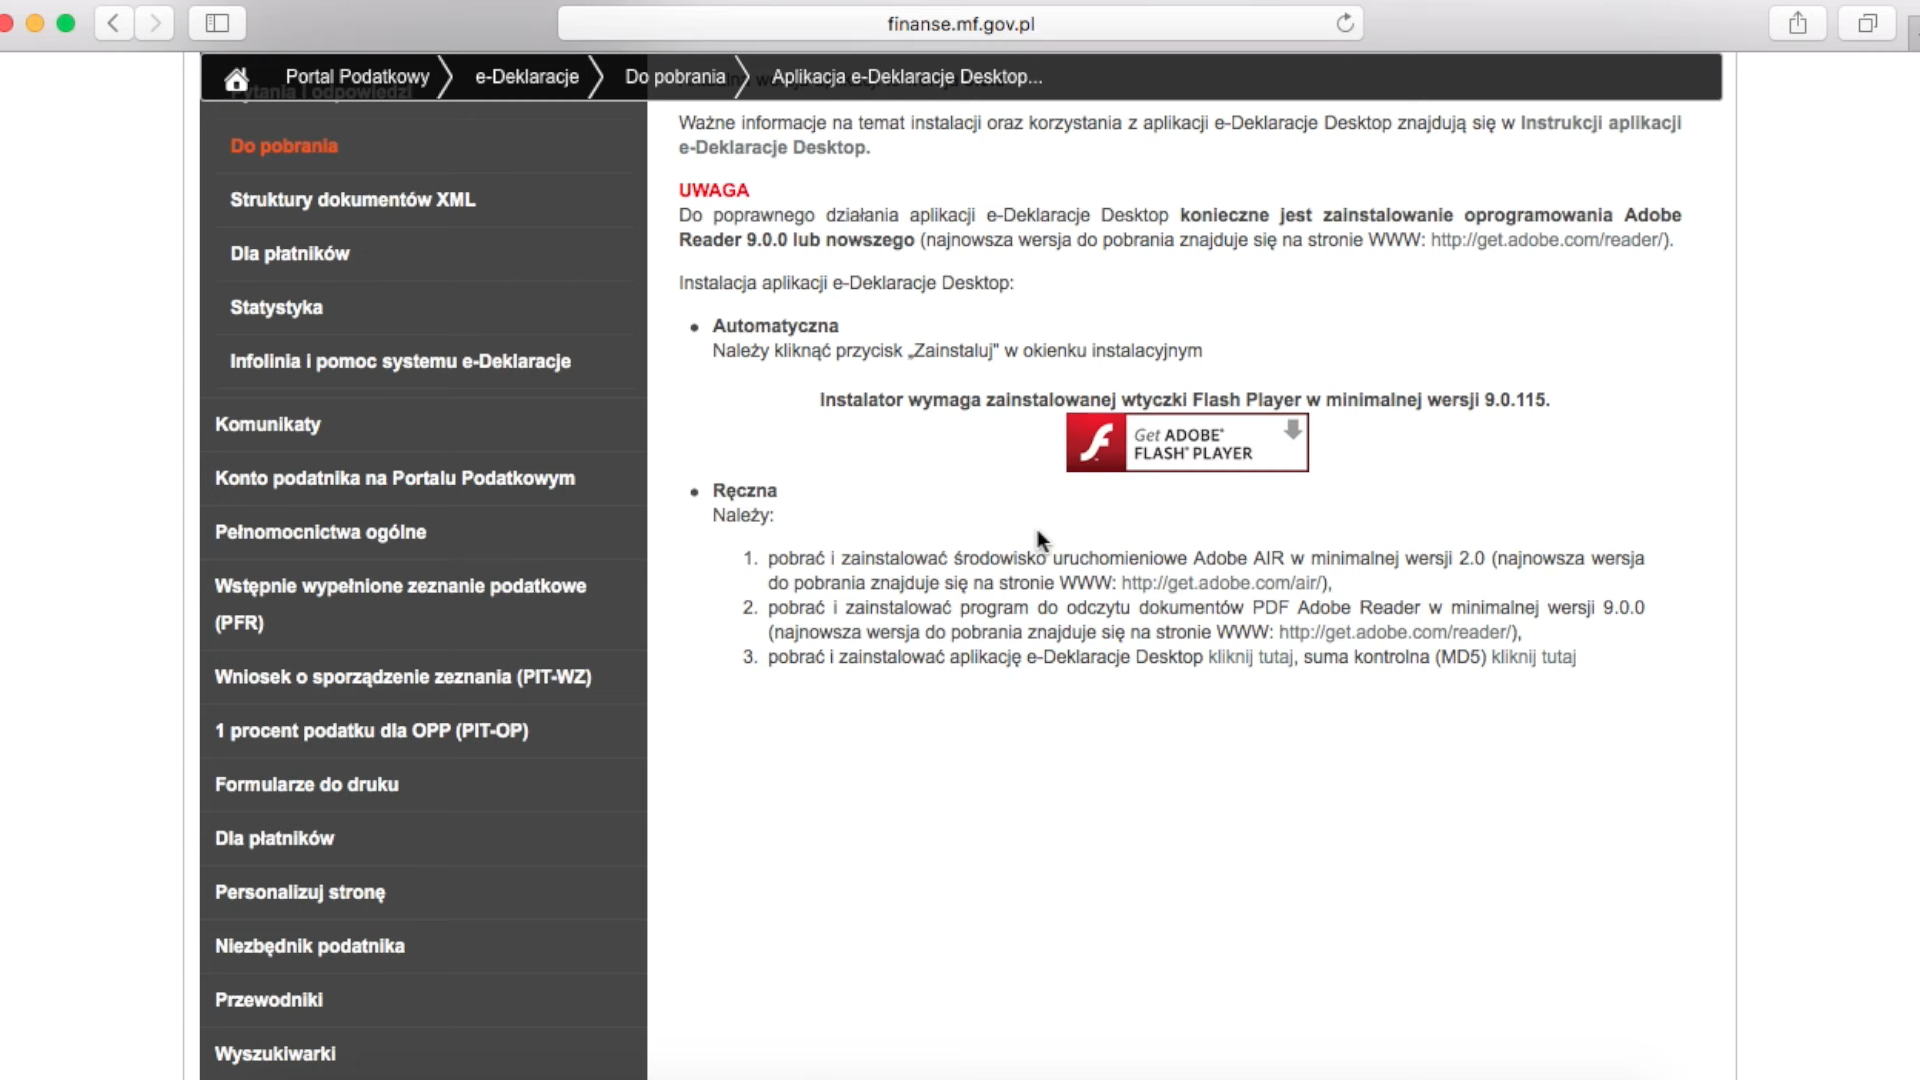 finanse.mf.gov.pl
Portal Podatkowy
e-Deklaracje
Do pobrania
Aplikacja e-Deklaracje Desktop...
Pytania i odpowiedzi
Do pobrania
Struktury dokumentów XML
Dla płatników
Statystyka
Infolinia i pomoc systemu e-Deklaracje
Komunikaty
Konto podatnika na Portalu Podatkowym
Pełnomocnictwa ogólne
Wstępnie wypełnione zeznanie podatkowe
(PFR)
Wniosek o sporządzenie zeznania (PIT-WZ)
1 procent podatku dla OPP (PIT-OP)
Formularze do druku
Dla płatników
Personalizuj stronę
Niezbędnik podatnika
Przewodniki
Wyszukiwarki
Ważne informacje na temat instalacji oraz korzystania z aplikacji e-Deklaracje Desktop znajdują się w Instrukcji aplikacji
e-Deklaracje Desktop.
UWAGA
Do poprawnego działania aplikacji e-Deklaracje Desktop konieczne jest zainstalowanie oprogramowania Adobe
Reader 9.0.0 lub nowszego (najnowsza wersja do pobrania znajduje się na stronie WWW: http://get.adobe.com/reader/).
Instalacja aplikacji e-Deklaracje Desktop:
• Automatyczna
Należy kliknąć przycisk „Zainstaluj" w okienku instalacyjnym
Instalator wymaga zainstalowanej wtyczki Flash Player w minimalnej wersji 9.0.115.
Get ADOBE®
FLASH® PLAYER
• Ręczna
Należy:
1. pobrać i zainstalować środowisko uruchomieniowe Adobe AIR w minimalnej wersji 2.0 (najnowsza wersja
do pobrania znajduje się na stronie WWW: http://get.adobe.com/air/),
2. pobrać i zainstalować program do odczytu dokumentów PDF Adobe Reader w minimalnej wersji 9.0.0
(najnowsza wersja do pobrania znajduje się na stronie WWW: http://get.adobe.com/reader/),
3. pobrać i zainstalować aplikację e-Deklaracje Desktop kliknij tutaj, suma kontrolna (MD5) kliknij tutaj